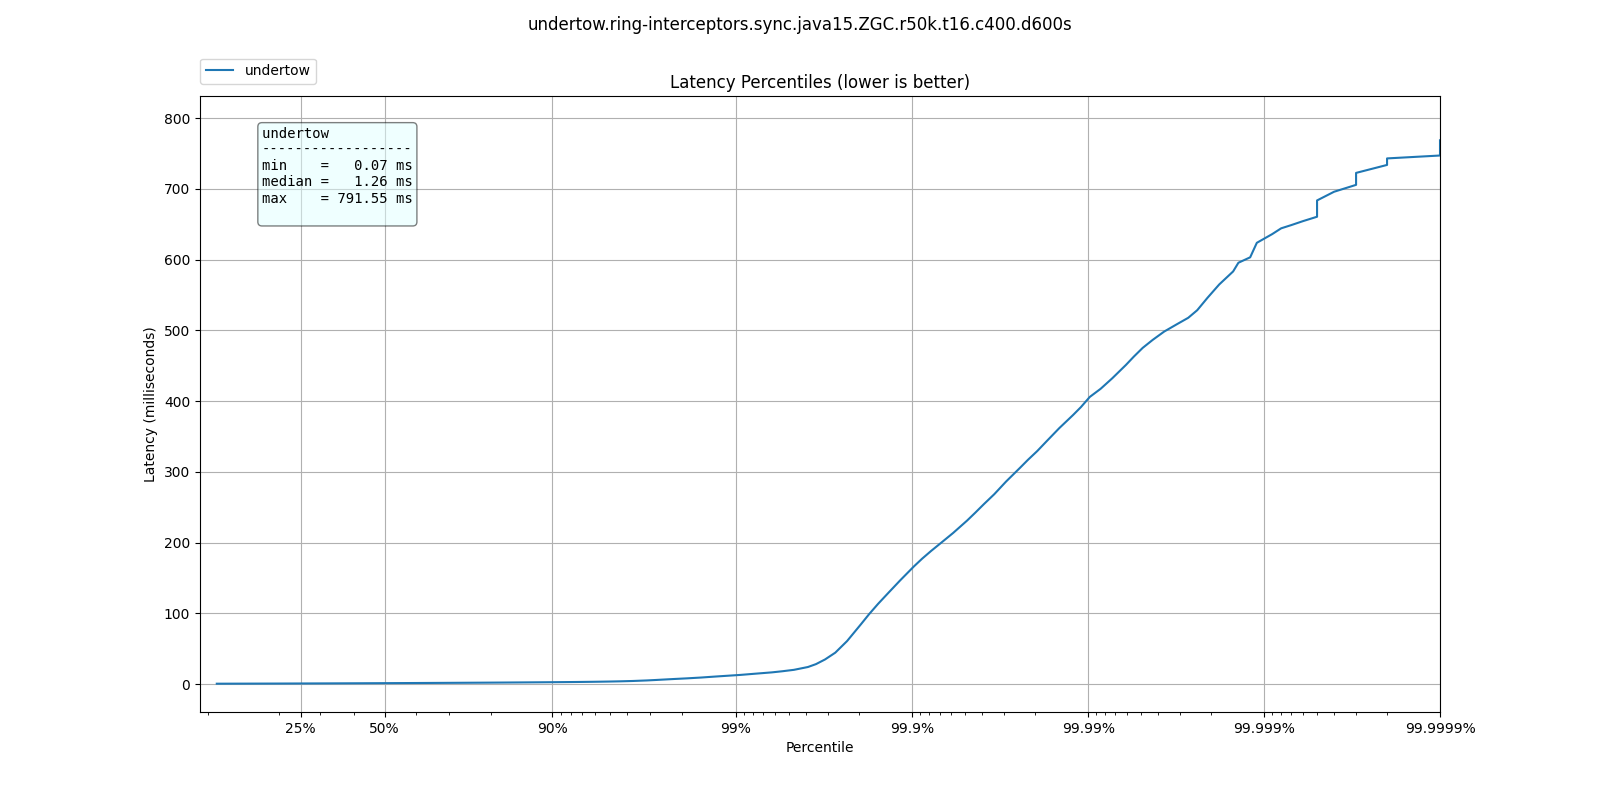 undertow.ring-interceptors.sync.java15.ZGC.r50k.t16.c400.d600s
undertow
Latency Percentiles (lower is better)
800
700
600
500
400
300
200
100
0
Latency (milliseconds)
undertow
------------------
min    =   0.07 ms
median =   1.26 ms
max    = 791.55 ms
25% 50% 90% 99% 99.9% 99.99% 99.999% 99.9999%
Percentile